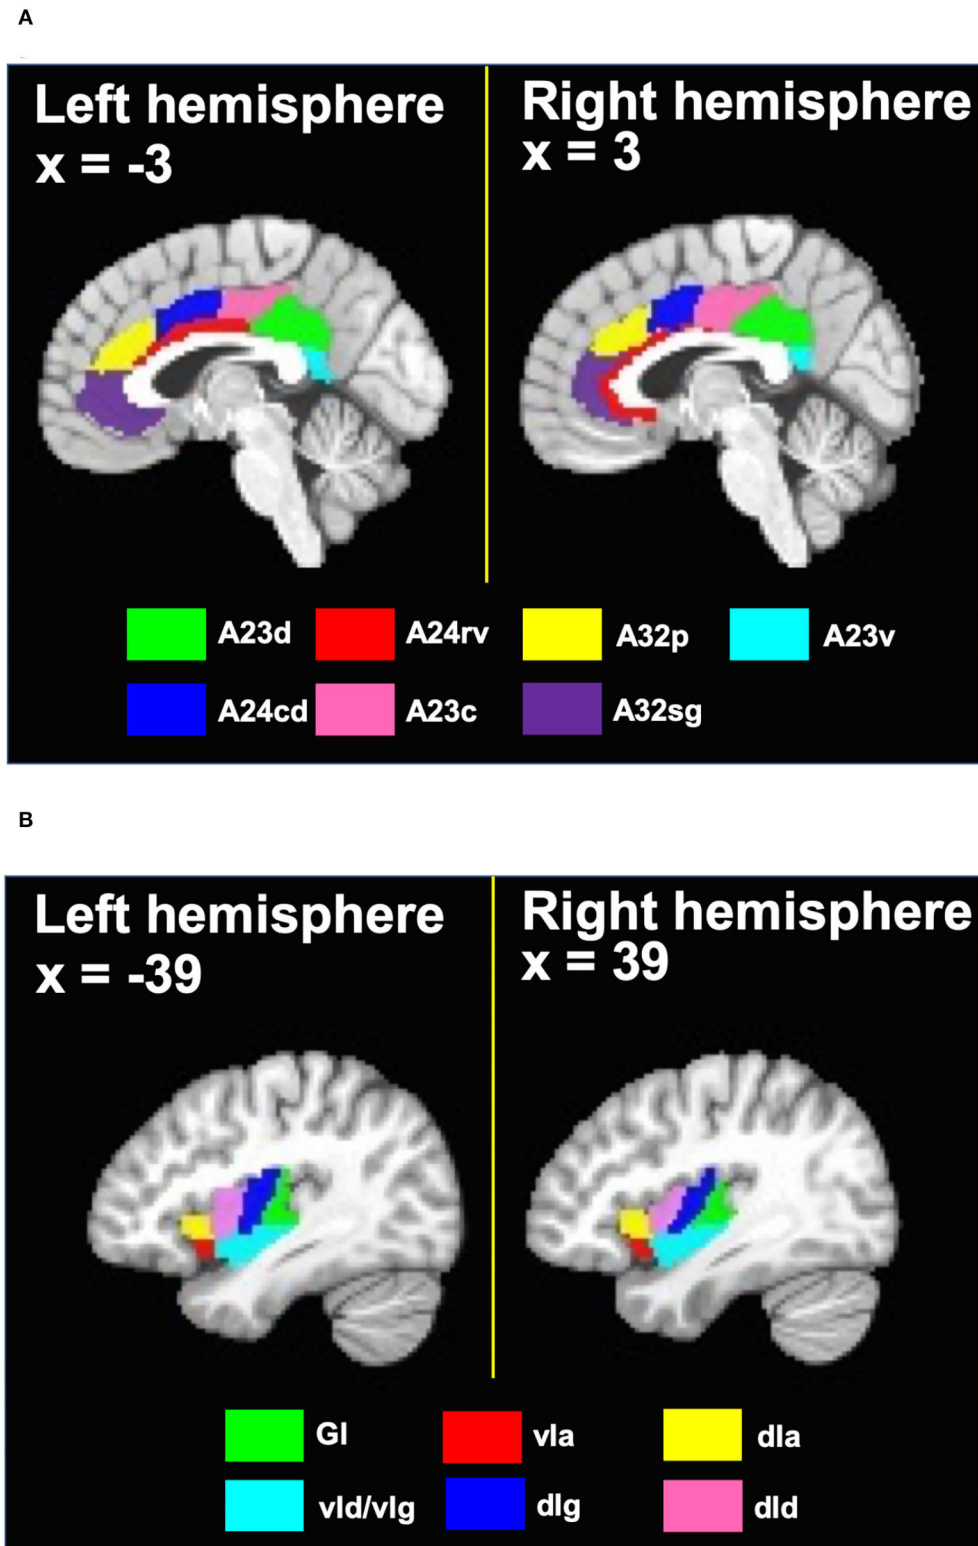 A
Left hemisphere
x = -3
Right hemisphere
x = 3
A23d
A24rv
A32p
A23v
A24cd
A23c
A32sg
B
Left hemisphere
x = -39
Right hemisphere
x = 39
GI
vIa
dIa
vId/vIg
dIg
dId